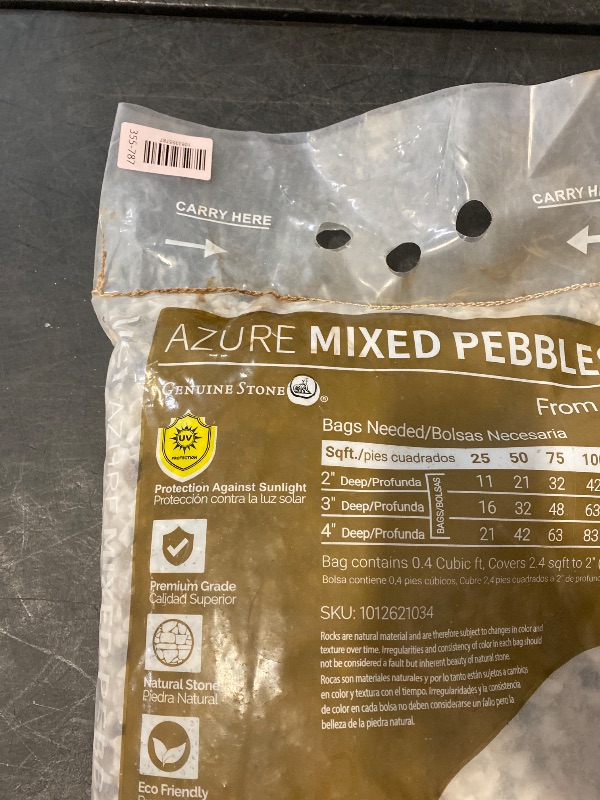 355-787
CARRY HERE
CARRY
AZURE MIXED PEBBLES
GENUINE STONE ®
From
Bags Needed/Bolsas Necesaria
Sqft./pies cuadrados 25 50 75
2" Deep/Profunda 11 21 32 42
3" Deep/Profunda 16 32 48 63
4" Deep/Profunda 21 42 63 83
BAGS/BOLSAS
Bag contains 0.4 Cubic ft, Covers 2.4 sqft to 2"
Bolsa contiene 0,4 pies cúbicos, Cubre 2,4 pies cuadrados a 2" de
SKU: 1012621034
Rocks are natural material and are therefore subject to changes in color and
texture over time. Irregularities and consistency of color in each bag should
not be considered a fault but inherent beauty of natural stone.
Rocas son materiales naturales y por lo tanto están sujetos a cambios
en color y textura con el tiempo. Irregularidades y la consistencia
de color en cada bolsa no deben considerarse un fallo pero la
belleza de la piedra natural.
UV
PROTECTION
Protection Against Sunlight
Protección contra la luz solar
Premium Grade
Calidad Superior
Natural Stone
Piedra Natural
Eco Friendly